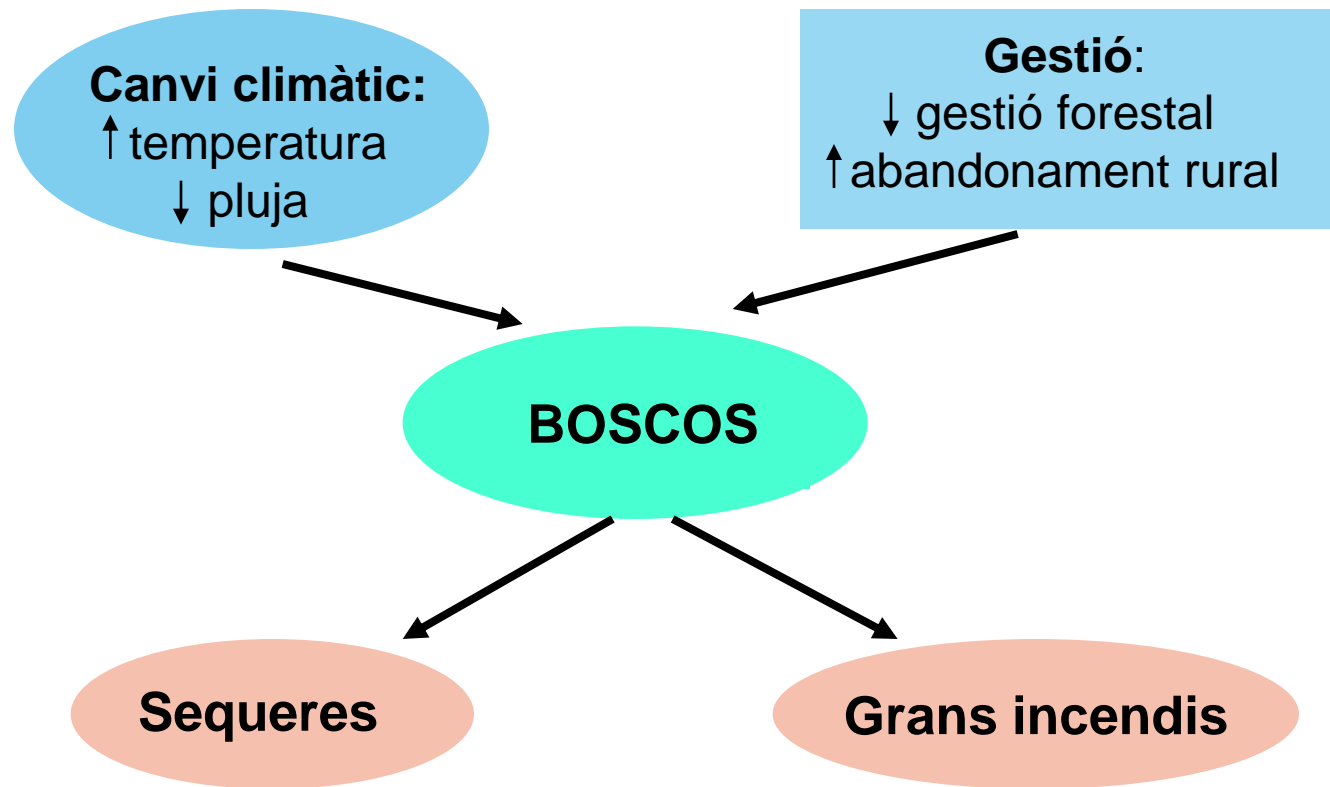 Canvi climàtic:
↑ temperatura
↓ pluja
Gestió:
↓ gestió forestal
↑ abandonament rural
BOSCOS
Sequeres
Grans incendis